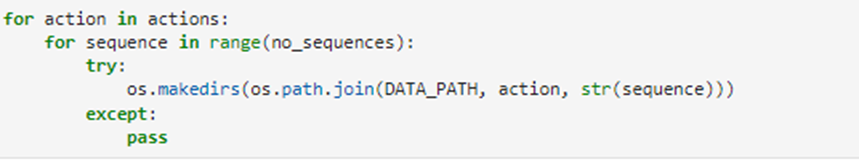 for action in actions:
    for sequence in range(no_sequences):
        try:
            os.makedirs(os.path.join(DATA_PATH, action, str(sequence)))
        except:
            pass